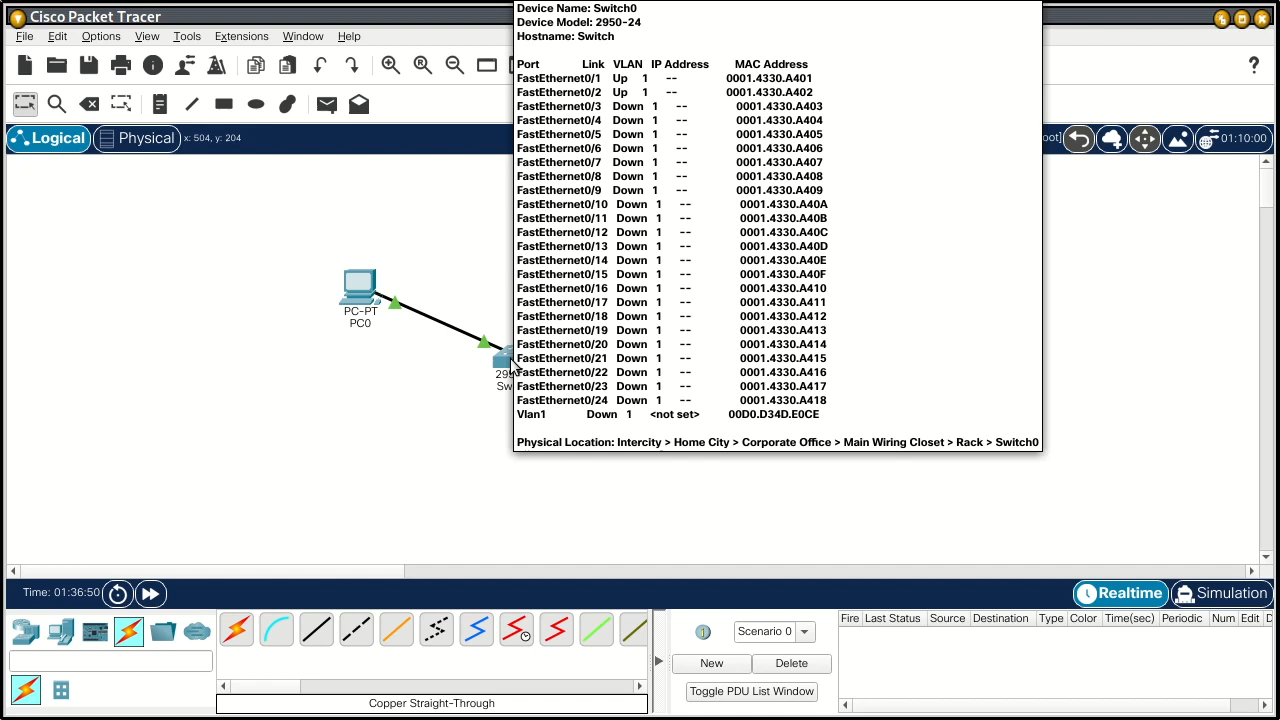 Cisco Packet Tracer
File Edit Options View Tools Extensions Window Help
?
Logical Physical x: 504, y: 204
oot] 01:10:00
Device Name: Switch0
Device Model: 2950-24
Hostname: Switch
Port Link VLAN IP Address MAC Address
FastEthernet0/1 Up 1 -- 0001.4330.A401
FastEthernet0/2 Up 1 -- 0001.4330.A402
FastEthernet0/3 Down 1 -- 0001.4330.A403
FastEthernet0/4 Down 1 -- 0001.4330.A404
FastEthernet0/5 Down 1 -- 0001.4330.A405
FastEthernet0/6 Down 1 -- 0001.4330.A406
FastEthernet0/7 Down 1 -- 0001.4330.A407
FastEthernet0/8 Down 1 -- 0001.4330.A408
FastEthernet0/9 Down 1 -- 0001.4330.A409
FastEthernet0/10 Down 1 -- 0001.4330.A40A
FastEthernet0/11 Down 1 -- 0001.4330.A40B
FastEthernet0/12 Down 1 -- 0001.4330.A40C
FastEthernet0/13 Down 1 -- 0001.4330.A40D
FastEthernet0/14 Down 1 -- 0001.4330.A40E
FastEthernet0/15 Down 1 -- 0001.4330.A40F
FastEthernet0/16 Down 1 -- 0001.4330.A410
FastEthernet0/17 Down 1 -- 0001.4330.A411
FastEthernet0/18 Down 1 -- 0001.4330.A412
FastEthernet0/19 Down 1 -- 0001.4330.A413
FastEthernet0/20 Down 1 -- 0001.4330.A414
FastEthernet0/21 Down 1 -- 0001.4330.A415
FastEthernet0/22 Down 1 -- 0001.4330.A416
FastEthernet0/23 Down 1 -- 0001.4330.A417
FastEthernet0/24 Down 1 -- 0001.4330.A418
Vlan1 Down 1 <not set> 00D0.D34D.E0CE
Physical Location: Intercity > Home City > Corporate Office > Main Wiring Closet > Rack > Switch0
PC-PT
PC0
295
Sw
Time: 01:36:50
Realtime Simulation
Scenario 0
New Delete
Toggle PDU List Window
Fire Last Status Source Destination Type Color Time(sec) Periodic Num Edit D
Copper Straight-Through